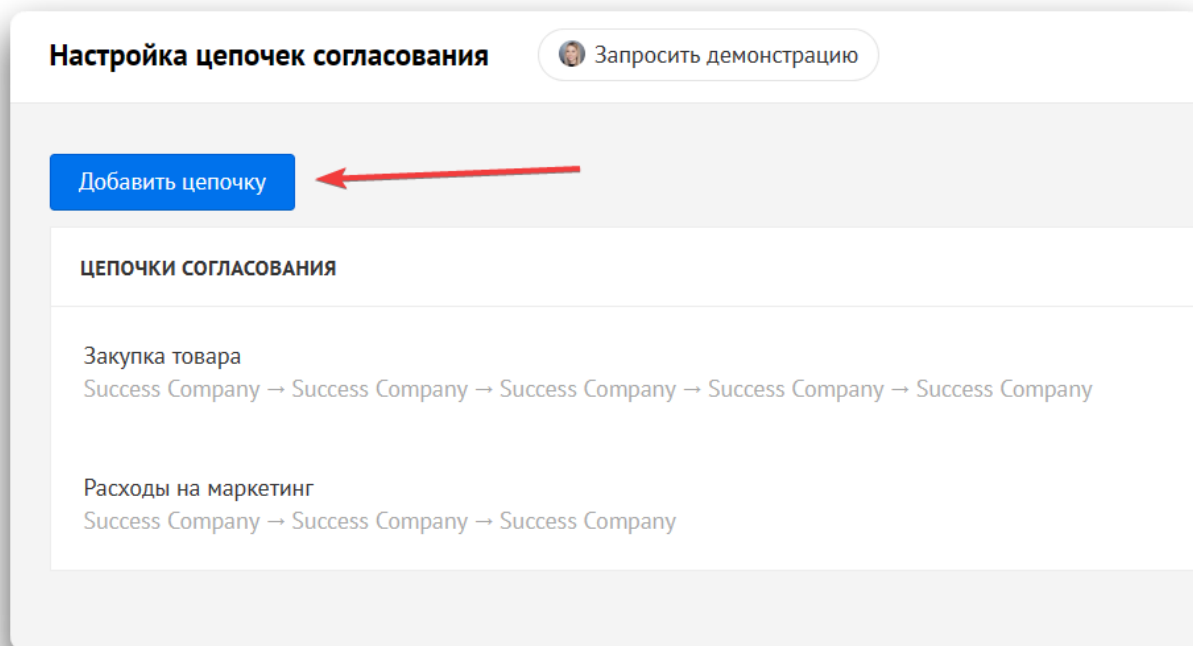 Настройка цепочек согласования
Запросить демонстрацию
Добавить цепочку
ЦЕПОЧКИ СОГЛАСОВАНИЯ
Закупка товара
Success Company → Success Company → Success Company → Success Company → Success Company
Расходы на маркетинг
Success Company → Success Company → Success Company